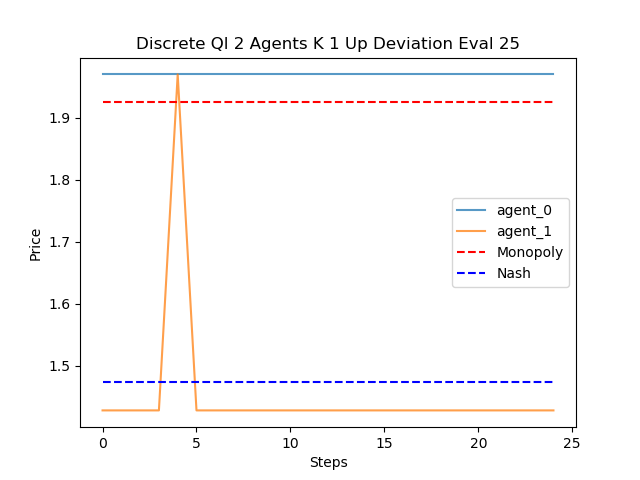 Discrete Ql 2 Agents K 1 Up Deviation Eval 25
Price
1.9
1.8
1.7
1.6
1.5
agent_0
agent_1
Monopoly
Nash
0
5
10
15
20
25
Steps